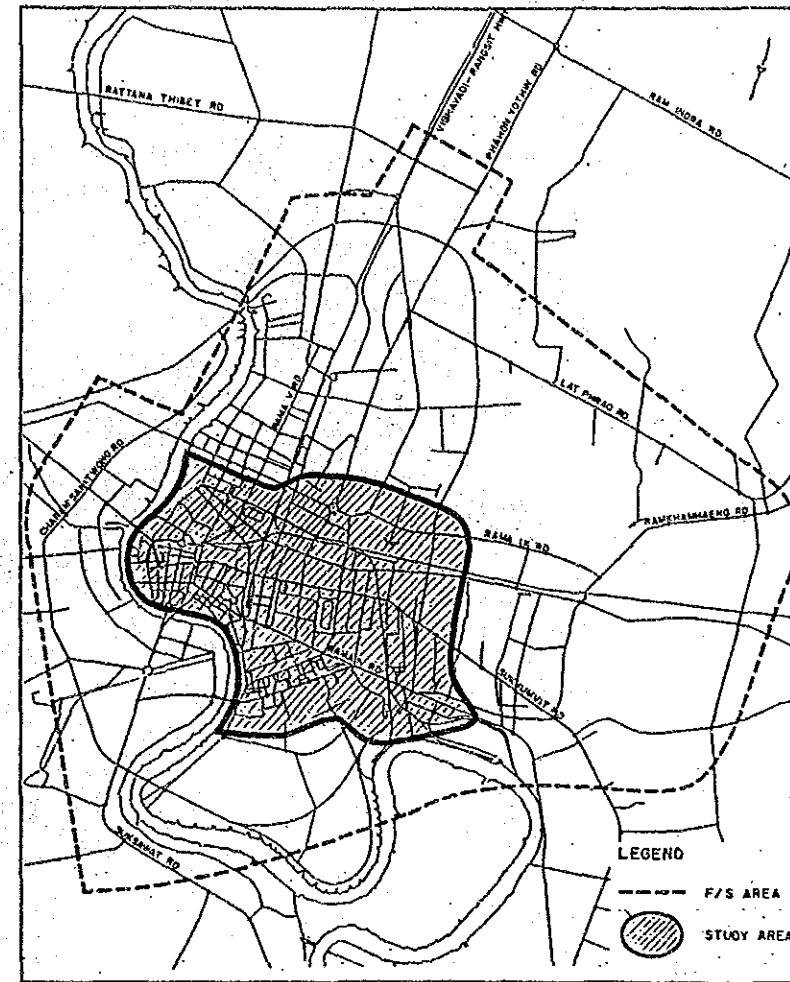 RATTANA THIBET RD
VIBHAVADI-RANGSIT HWY
PHAHON YOTHIN RD
RAM INDRA RD
RAMA V RD
LAT PHRAO RD.
CHARAN SANITWONG RD
RAMKHAMHAENG RD
RAMA IX RD
RAMA IV RD
SUKHUMVIT RD
SUKSAWAT RD
LEGEND
F/S AREA
STUDY AREA